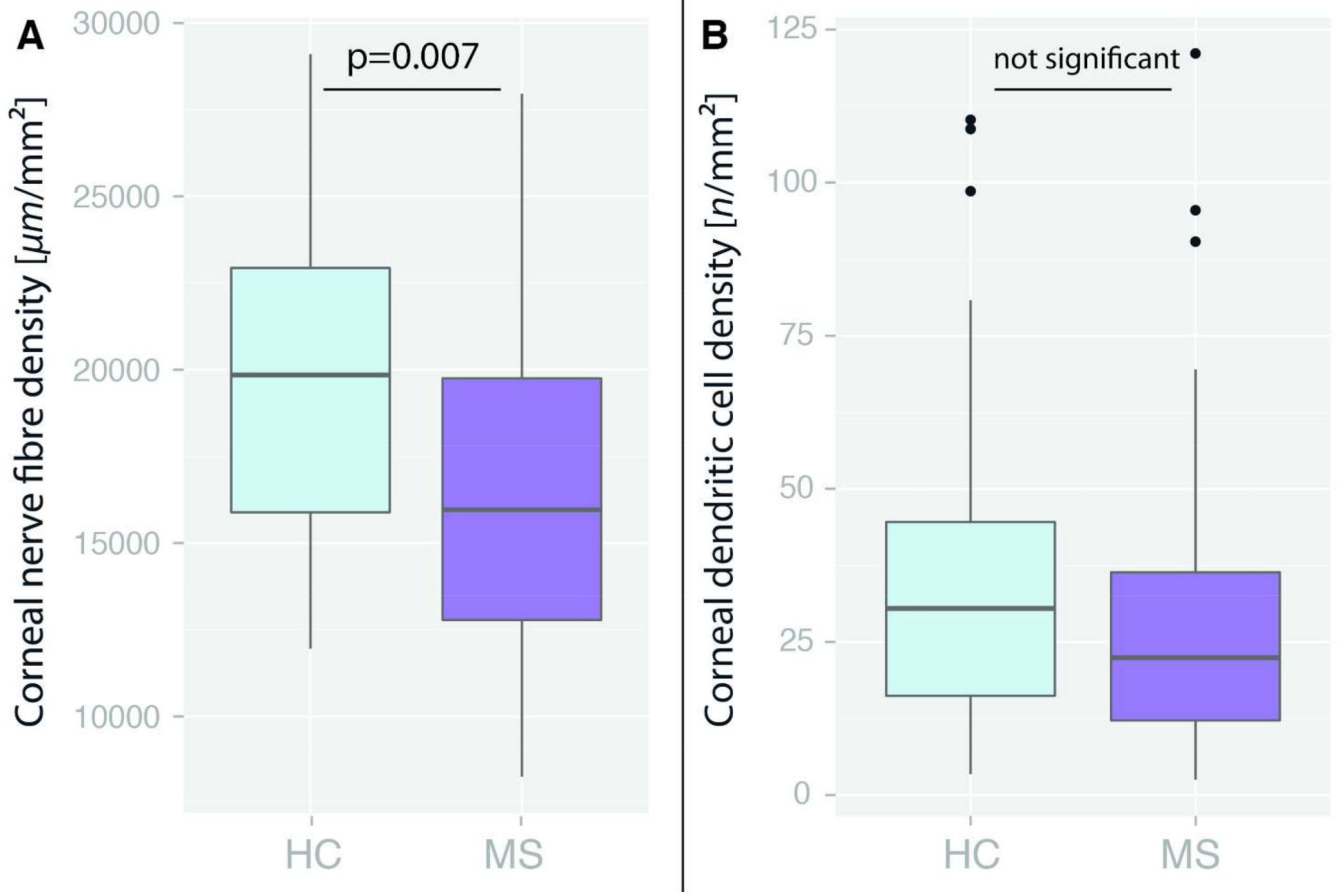 A
p=0.007
Corneal nerve fibre density [μm/mm²]
30000
25000
20000
15000
10000
HC MS
B
not significant
Corneal dendritic cell density [n/mm²]
125
100
75
50
25
0
HC MS